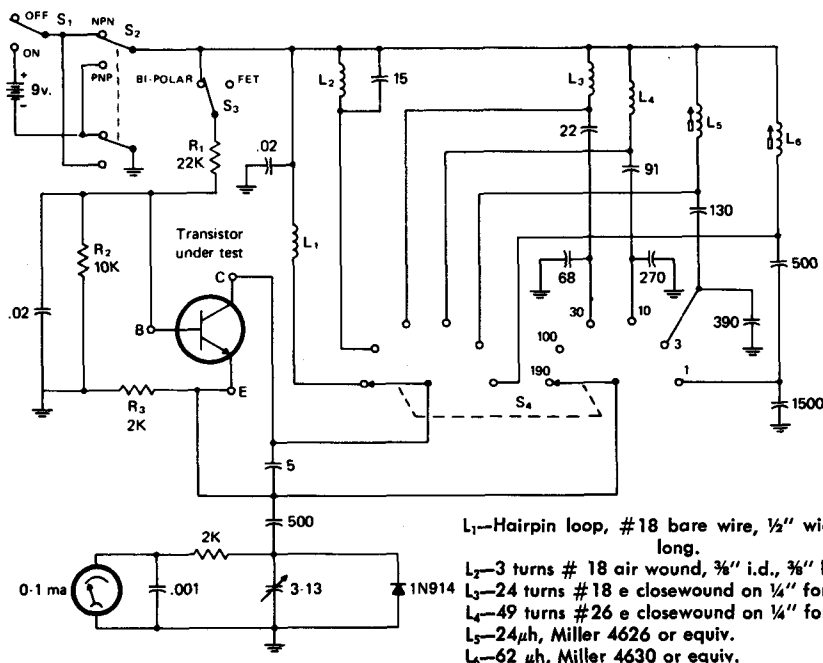 OFF
S1
NPN
S2
ON
PNP
9v.
+
-
BI-POLAR
FET
S3
R1
22K
.02
L2
15
L3
22
L4
91
L5
130
L6
500
R2
10K
Transistor
under test
C
B
E
.02
R3
2K
L1
68
270
30
10
100
390
3
190
1
S4
1500
5
500
2K
0-1 ma
.001
3-13
1N914
L1—Hairpin loop, #18 bare wire, ½″
long.
L2—3 turns # 18 air wound, ⅜″ i.d., ⅜″
L3—24 turns #18 e closewound on ¼″
L4—49 turns #26 e closewound on ¼″
L5—24μh, Miller 4626 or equiv.
L6—62 μh, Miller 4630 or equiv.